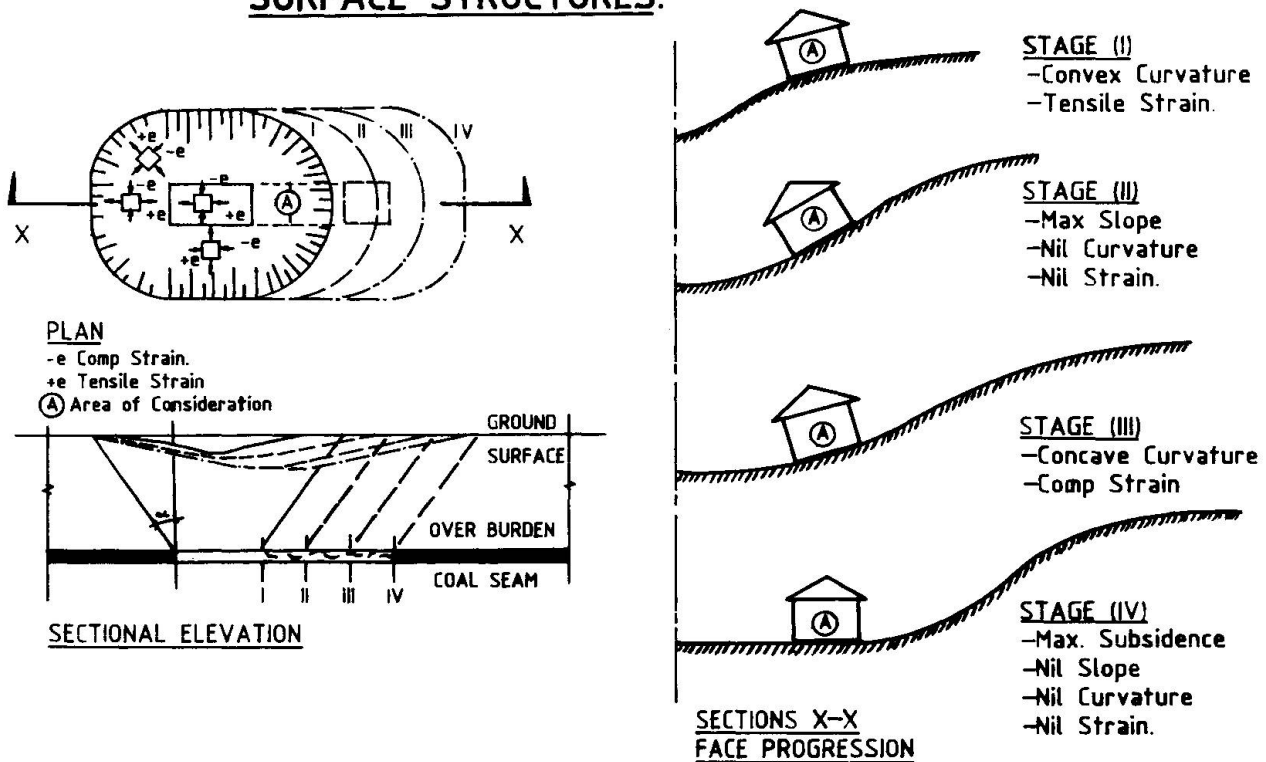 SURFACE STRUCTURES.
I II III IV
+e
-e
-e
+e
-e
+e
A
-e
+e
X X
PLAN
-e Comp Strain.
+e Tensile Strain
A Area of Consideration
GROUND
SURFACE
α
OVER BURDEN
COAL SEAM
I II III IV
SECTIONAL ELEVATION
A
STAGE (I)
-Convex Curvature
-Tensile Strain.
A
STAGE (II)
-Max Slope
-Nil Curvature
-Nil Strain.
A
STAGE (III)
-Concave Curvature
-Comp Strain
A
STAGE (IV)
-Max. Subsidence
-Nil Slope
-Nil Curvature
-Nil Strain.
SECTIONS X-X
FACE PROGRESSION